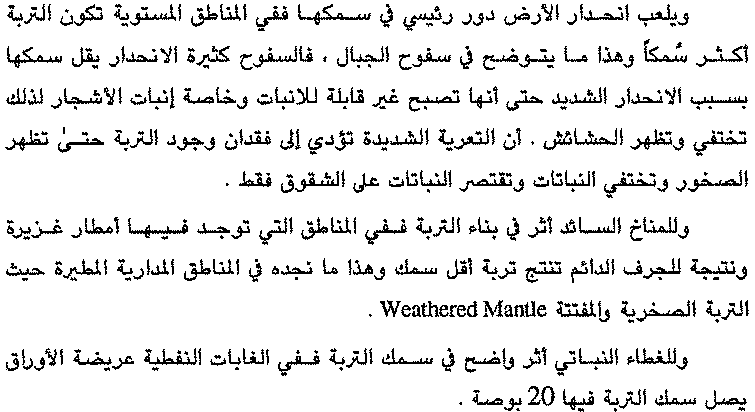 ويلعب انحدار الأرض دور رئيسي في سمكها ففي المناطق المستوية تكون التربة
أكثر سُمكاً وهذا ما يتوضح في سفوح الجبال ، فالسفوح كثيرة الانحدار يقل سمكها
بسبب الانحدار الشديد حتى أنها تصبح غير قابلة للانبات وخاصة إنبات الأشجار لذلك
تختفي وتظهر الحشائش . أن التعرية الشديدة تؤدي إلى فقدان وجود التربة حتىٰ تظهر
الصخور وتختفي النباتات وتقتصر النباتات على الشقوق فقط .
وللمناخ السائد أثر في بناء التربة ففي المناطق التي توجد فيها أمطار غزيرة
ونتيجة للجرف الدائم تنتج تربة أقل سمك وهذا ما نجده في المناطق المدارية المطيرة حيث
التربة الصخرية والمفتتة Weathered Mantle .
وللغطاء النباتي أثر واضح في سمك التربة ففي الغابات النفطية عريضة الأوراق
يصل سمك التربة فيها 20 بوصة .